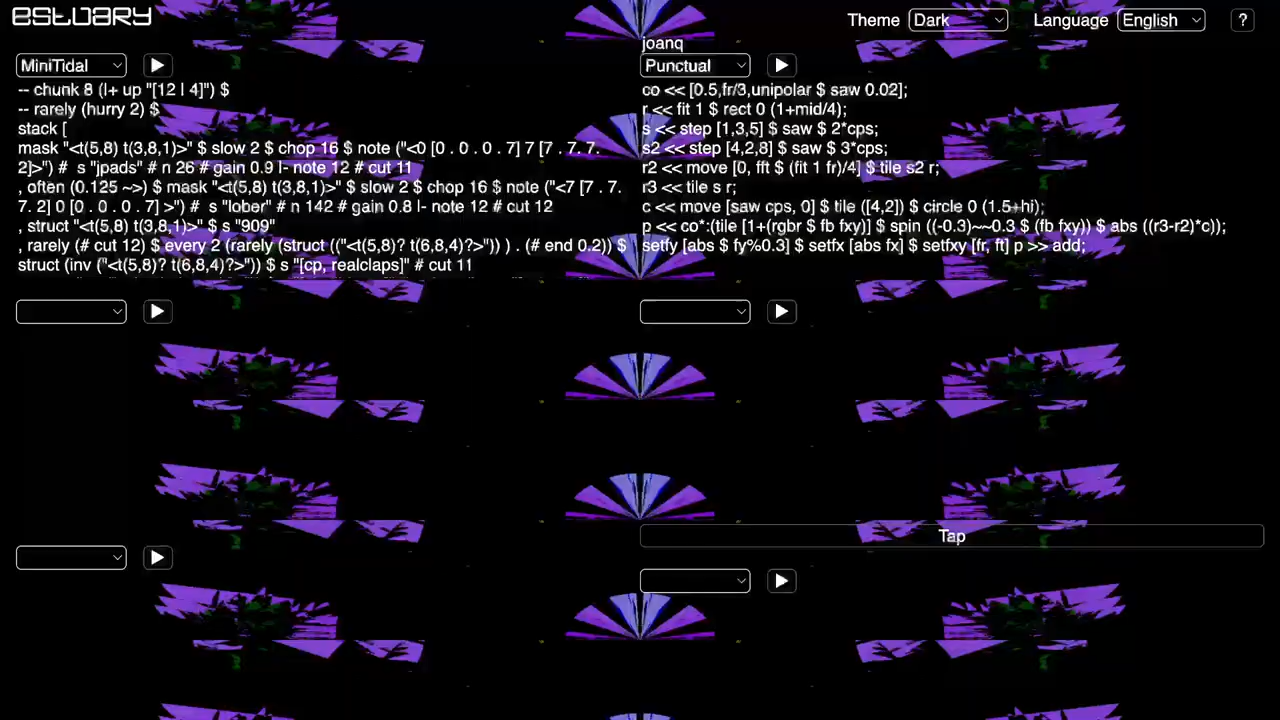 estuary
Theme Dark Language English ?
joanq
MiniTidal
-- chunk 8 (|+ up "[12 | 4]") $
-- rarely (hurry 2) $
stack [
mask "<t(5,8) t(3,8,1)>" $ slow 2 $ chop 16 $ note ("<0 [0 . 0 . 0 . 7] 7 [7 . 7. 7.
2]>") # s "jpads" # n 26 # gain 0.9 |- note 12 # cut 11
, often (0.125 ~>) $ mask "<t(5,8) t(3,8,1)>" $ slow 2 $ chop 16 $ note ("<7 [7 . 7.
7. 2] 0 [0 . 0 . 0 . 7] >") # s "lober" # n 142 # gain 0.8 |- note 12 # cut 12
, struct "<t(5,8) t(3,8,1)>" $ s "909"
, rarely (# cut 12) $ every 2 (rarely (struct (("<t(5,8)? t(6,8,4)?>")) ) . (# end 0.2)) $
struct (inv ("<t(5,8)? t(6,8,4)?>")) $ s "[cp, realclaps]" # cut 11
Punctual
co << [0.5,fr/3,unipolar $ saw 0.02];
r << fit 1 $ rect 0 (1+mid/4);
s << step [1,3,5] $ saw $ 2*cps;
s2 << step [4,2,8] $ saw $ 3*cps;
r2 << move [0, fft $ (fit 1 fr)/4] $ tile s2 r;
r3 << tile s r;
c << move [saw cps, 0] $ tile ([4,2]) $ circle 0 (1.5+hi);
p << co*:(tile [1+(rgbr $ fb fxy)] $ spin ((-0.3)~~0.3 $ (fb fxy)) $ abs ((r3-r2)*c));
setfy [abs $ fy%0.3] $ setfx [abs fx] $ setfxy [fr, ft] p >> add;
Tap